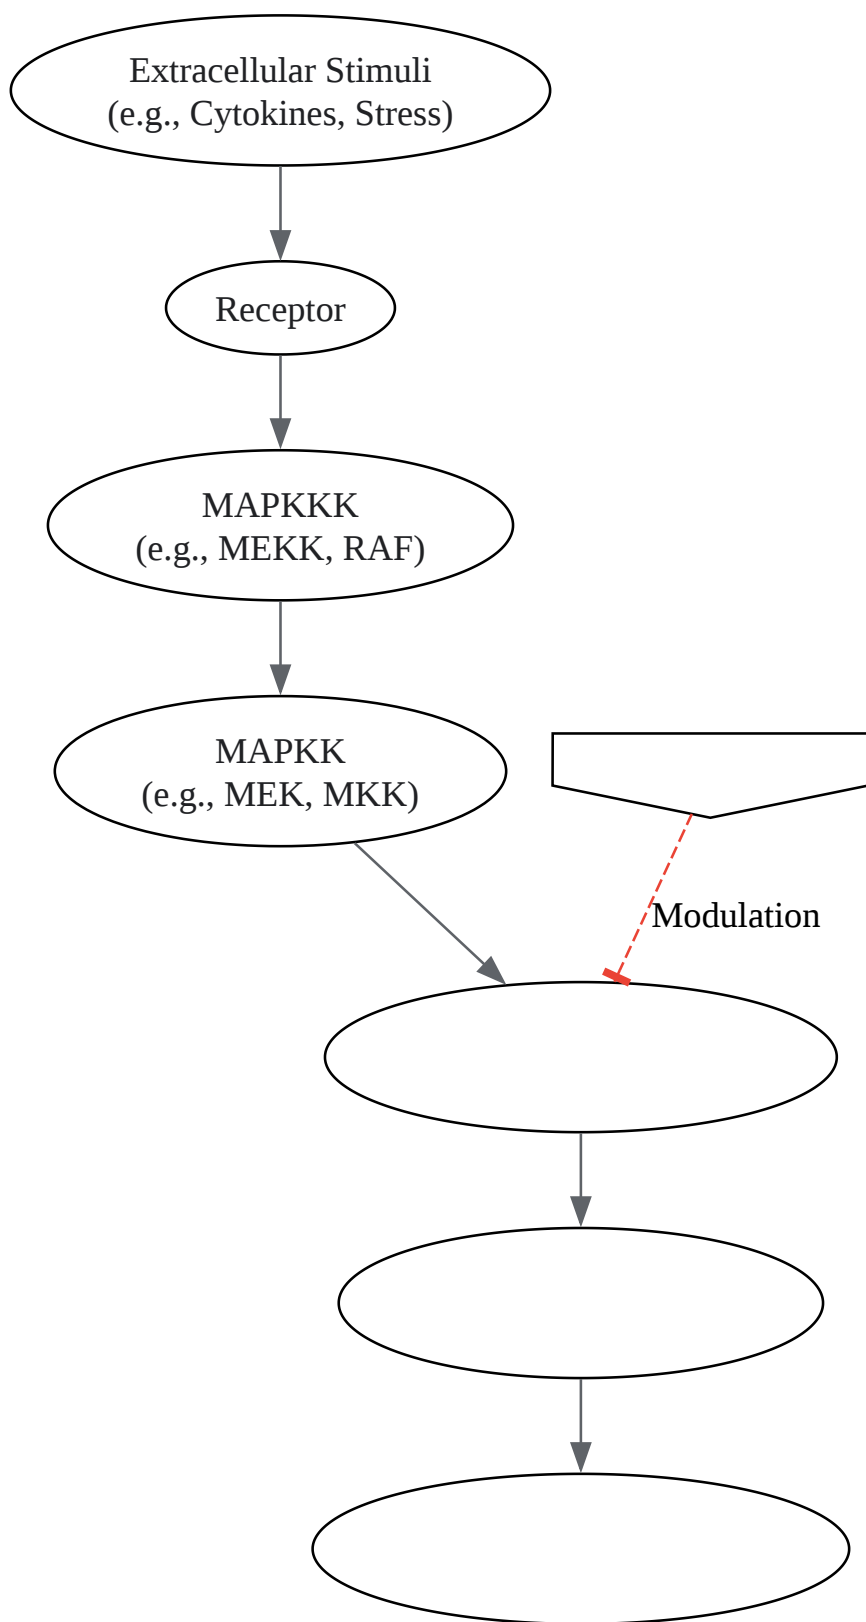 Extracellular Stimuli
(e.g., Cytokines, Stress)
Receptor
MAPKKK
(e.g., MEKK, RAF)
MAPKK
(e.g., MEK, MKK)
Modulation